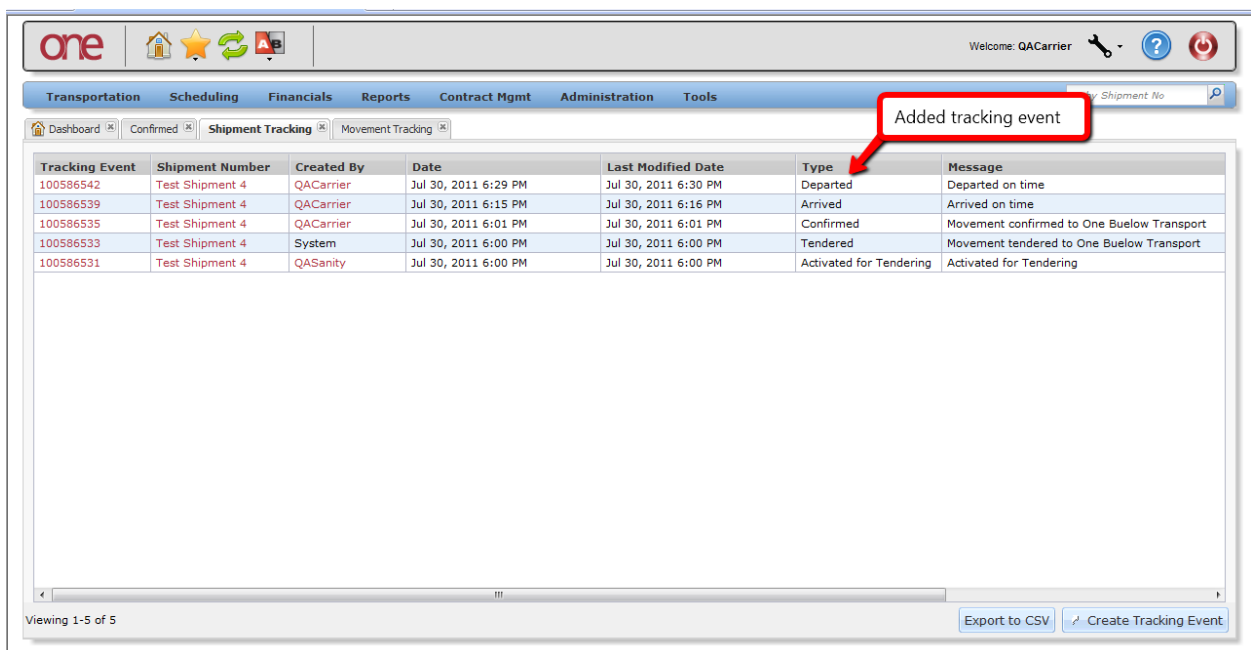 one AB Welcome: QACarrier ?
Transportation Scheduling Financials Reports Contract Mgmt Administration Tools by Shipment No
Added tracking event
Dashboard Confirmed Shipment Tracking Movement Tracking
Tracking Event Shipment Number Created By Date Last Modified Date Type Message
100586542 Test Shipment 4 QACarrier Jul 30, 2011 6:29 PM Jul 30, 2011 6:30 PM Departed Departed on time
100586539 Test Shipment 4 QACarrier Jul 30, 2011 6:15 PM Jul 30, 2011 6:16 PM Arrived Arrived on time
100586535 Test Shipment 4 QACarrier Jul 30, 2011 6:01 PM Jul 30, 2011 6:01 PM Confirmed Movement confirmed to One Buelow Transport
100586533 Test Shipment 4 System Jul 30, 2011 6:00 PM Jul 30, 2011 6:00 PM Tendered Movement tendered to One Buelow Transport
100586531 Test Shipment 4 QASanity Jul 30, 2011 6:00 PM Jul 30, 2011 6:00 PM Activated for Tendering Activated for Tendering
Viewing 1-5 of 5 Export to CSV Create Tracking Event